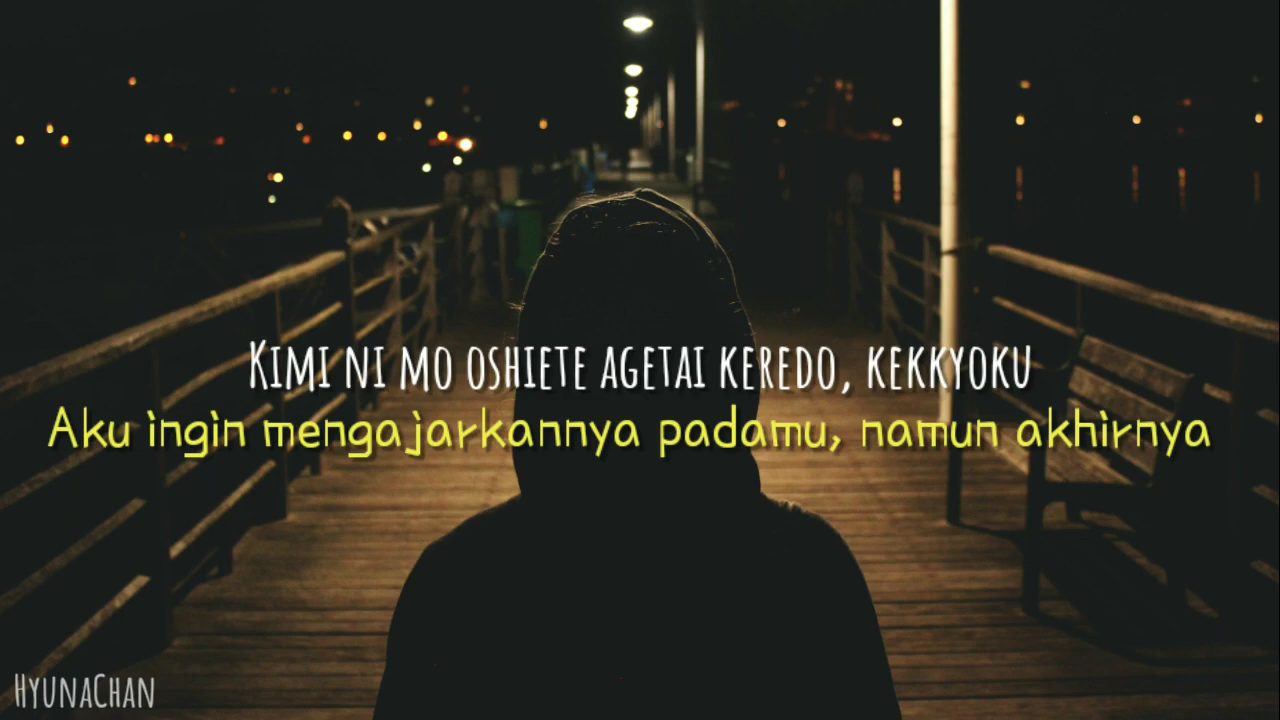 Kimi ni mo oshiete agetai keredo, kekkyoku
Aku ingin mengajarkannya padamu, namun akhirnya
HyunaChan